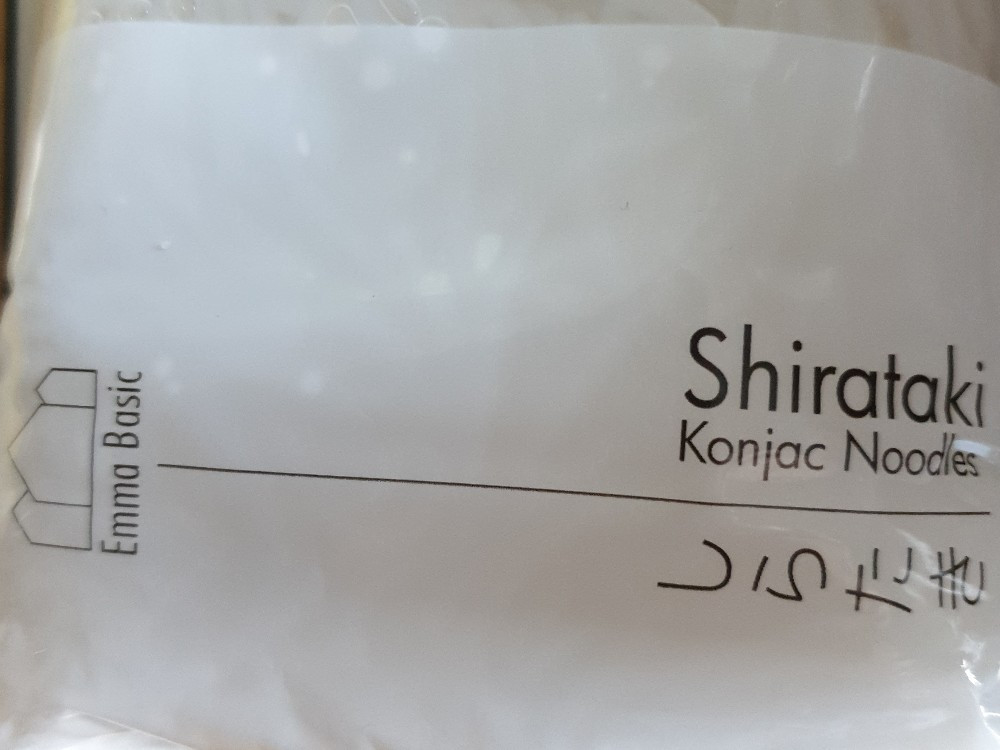 Shirataki
Konjac Noodles
しらたき
Emma Basic